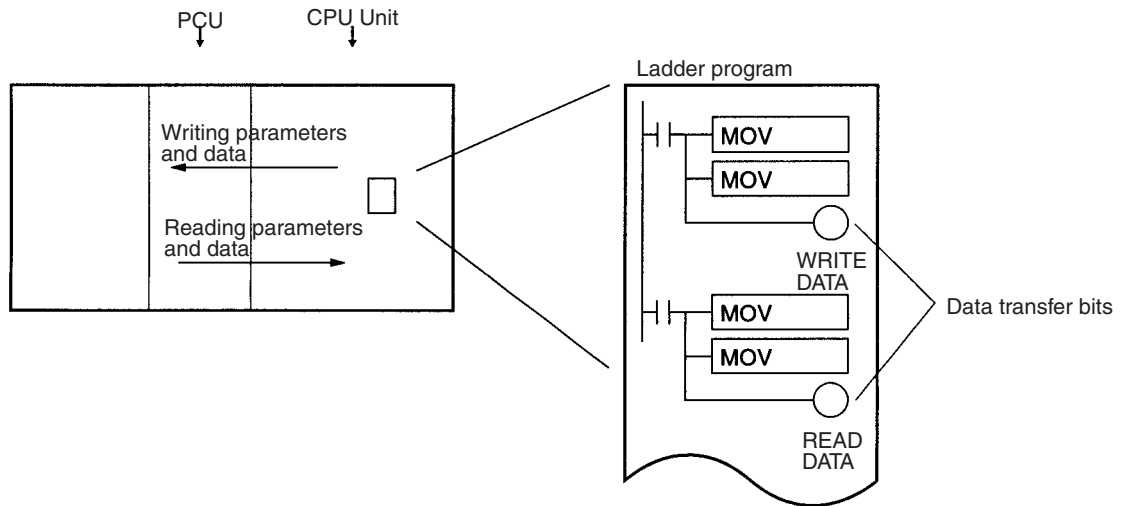 PCU
CPU Unit
Writing parameters
and data
Reading parameters
and data
Ladder program
MOV
MOV
WRITE
DATA
MOV
MOV
READ
DATA
Data transfer bits